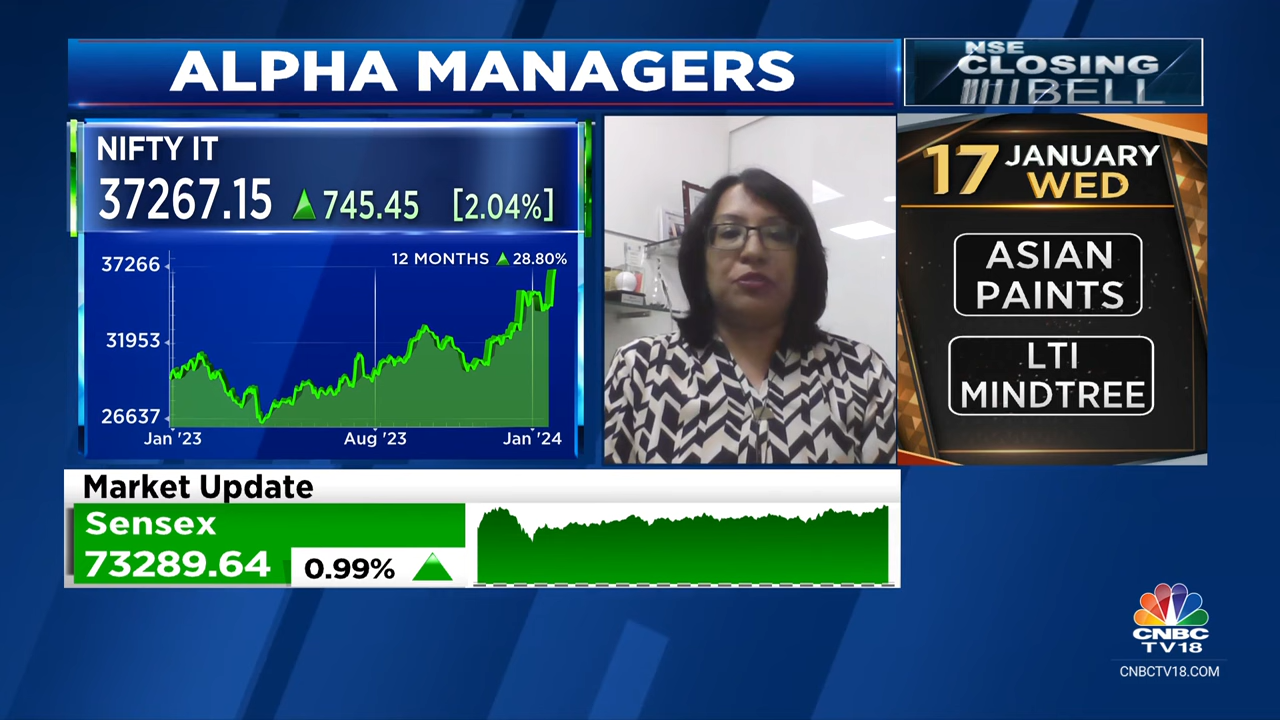 ALPHA MANAGERS
NSE
CLOSING
BELL
NIFTY IT
37267.15 ▲ 745.45 [2.04%]
12 MONTHS ▲ 28.80%
37266
31953
26637
Jan '23 Aug '23 Jan '24
17 JANUARY
WED
ASIAN
PAINTS
LTI
MINDTREE
Market Update
Sensex
73289.64 0.99%
CNBC
TV18
CNBCTV18.COM